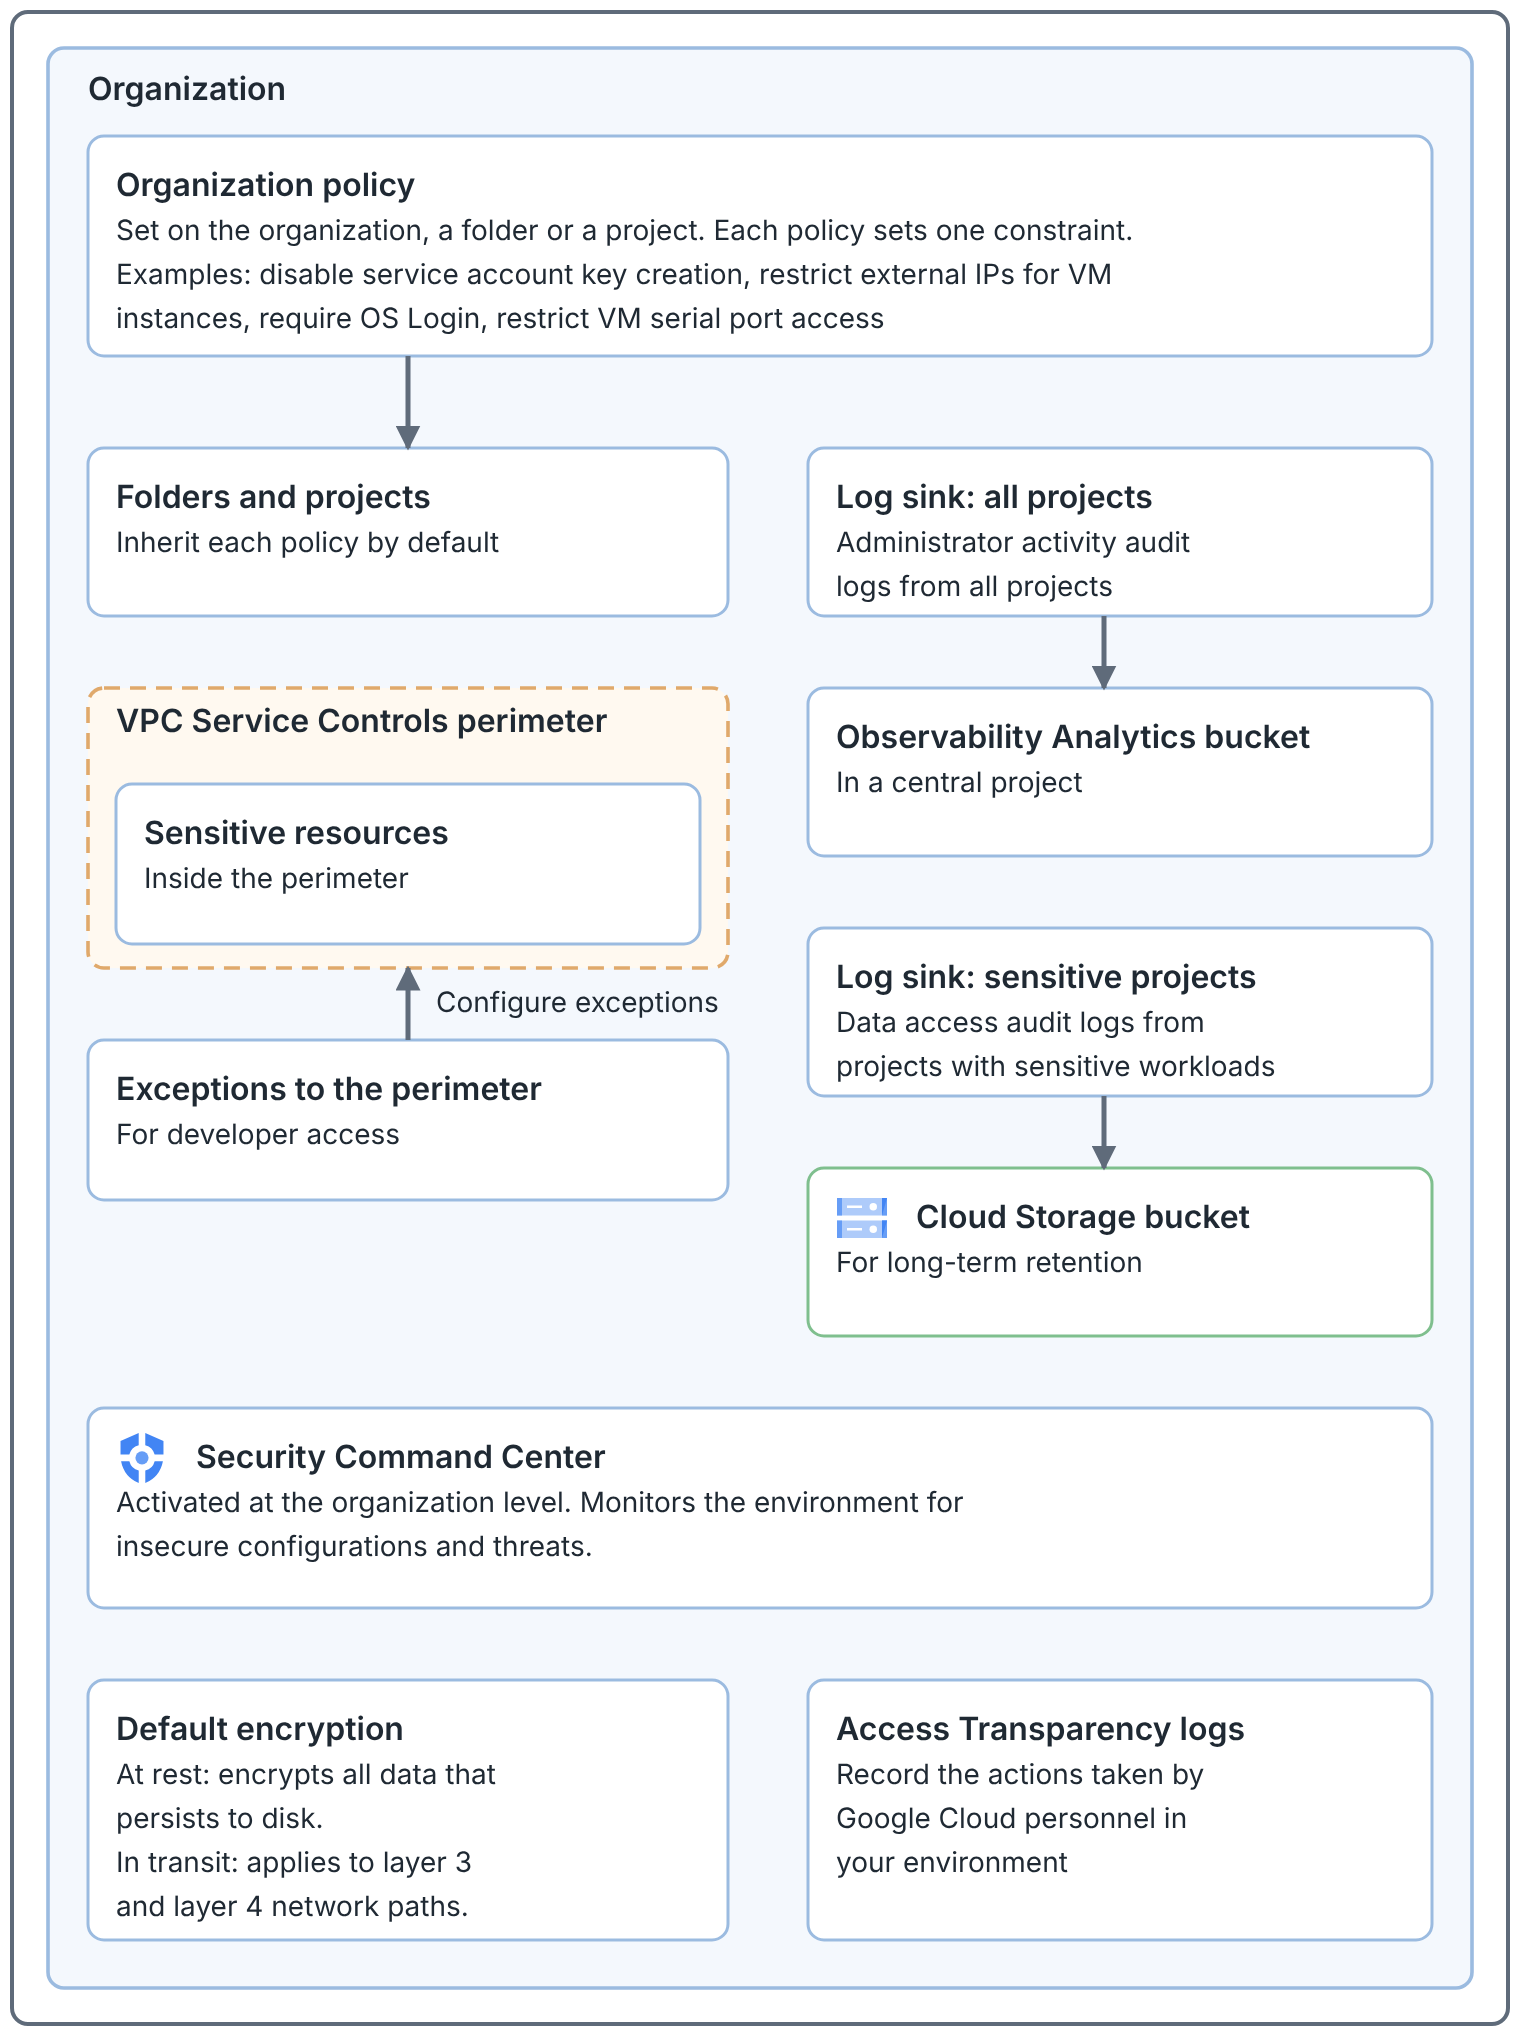 Organization
Organization policy
Set on the organization, a folder or a project. Each policy sets one constraint.
Examples: disable service account key creation, restrict external IPs for VM
instances, require OS Login, restrict VM serial port access
Folders and projects
Inherit each policy by default
Log sink: all projects
Administrator activity audit
logs from all projects
VPC Service Controls perimeter
Sensitive resources
Inside the perimeter
Observability Analytics bucket
In a central project
Configure exceptions
Exceptions to the perimeter
For developer access
Log sink: sensitive projects
Data access audit logs from
projects with sensitive workloads
Cloud Storage bucket
For long-term retention
Security Command Center
Activated at the organization level. Monitors the environment for
insecure configurations and threats.
Default encryption
At rest: encrypts all data that
persists to disk.
In transit: applies to layer 3
and layer 4 network paths.
Access Transparency logs
Record the actions taken by
Google Cloud personnel in
your environment